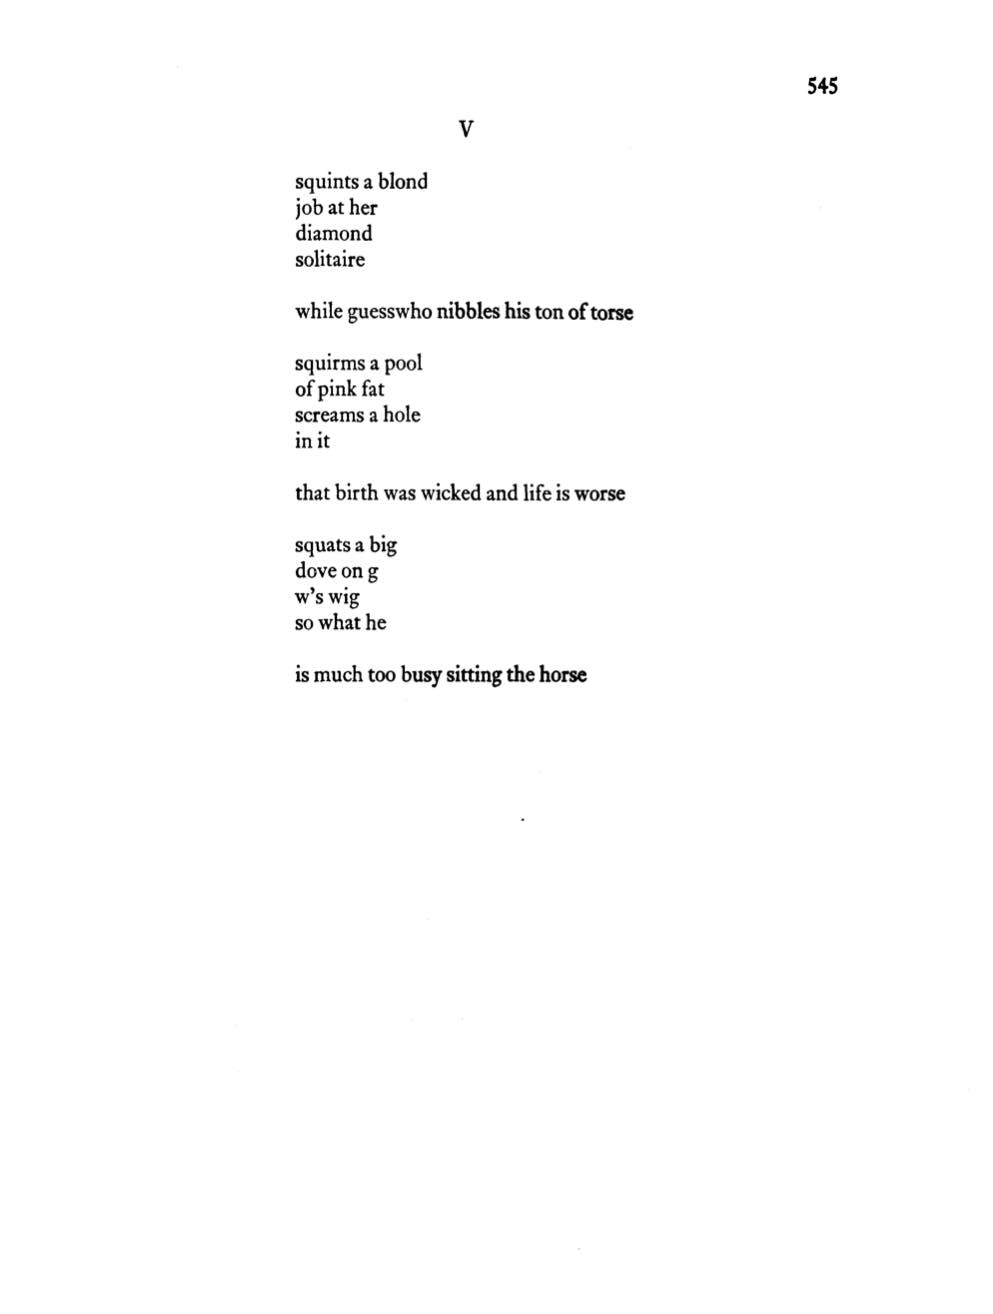 545
V
squints a blond
job at her
diamond
solitaire
while guesswho nibbles his ton of torse
squirms a pool
of pink fat
screams a hole
in it
that birth was wicked and life is worse
squats a big
dove on g
w's wig
so what he
is much too busy sitting the horse